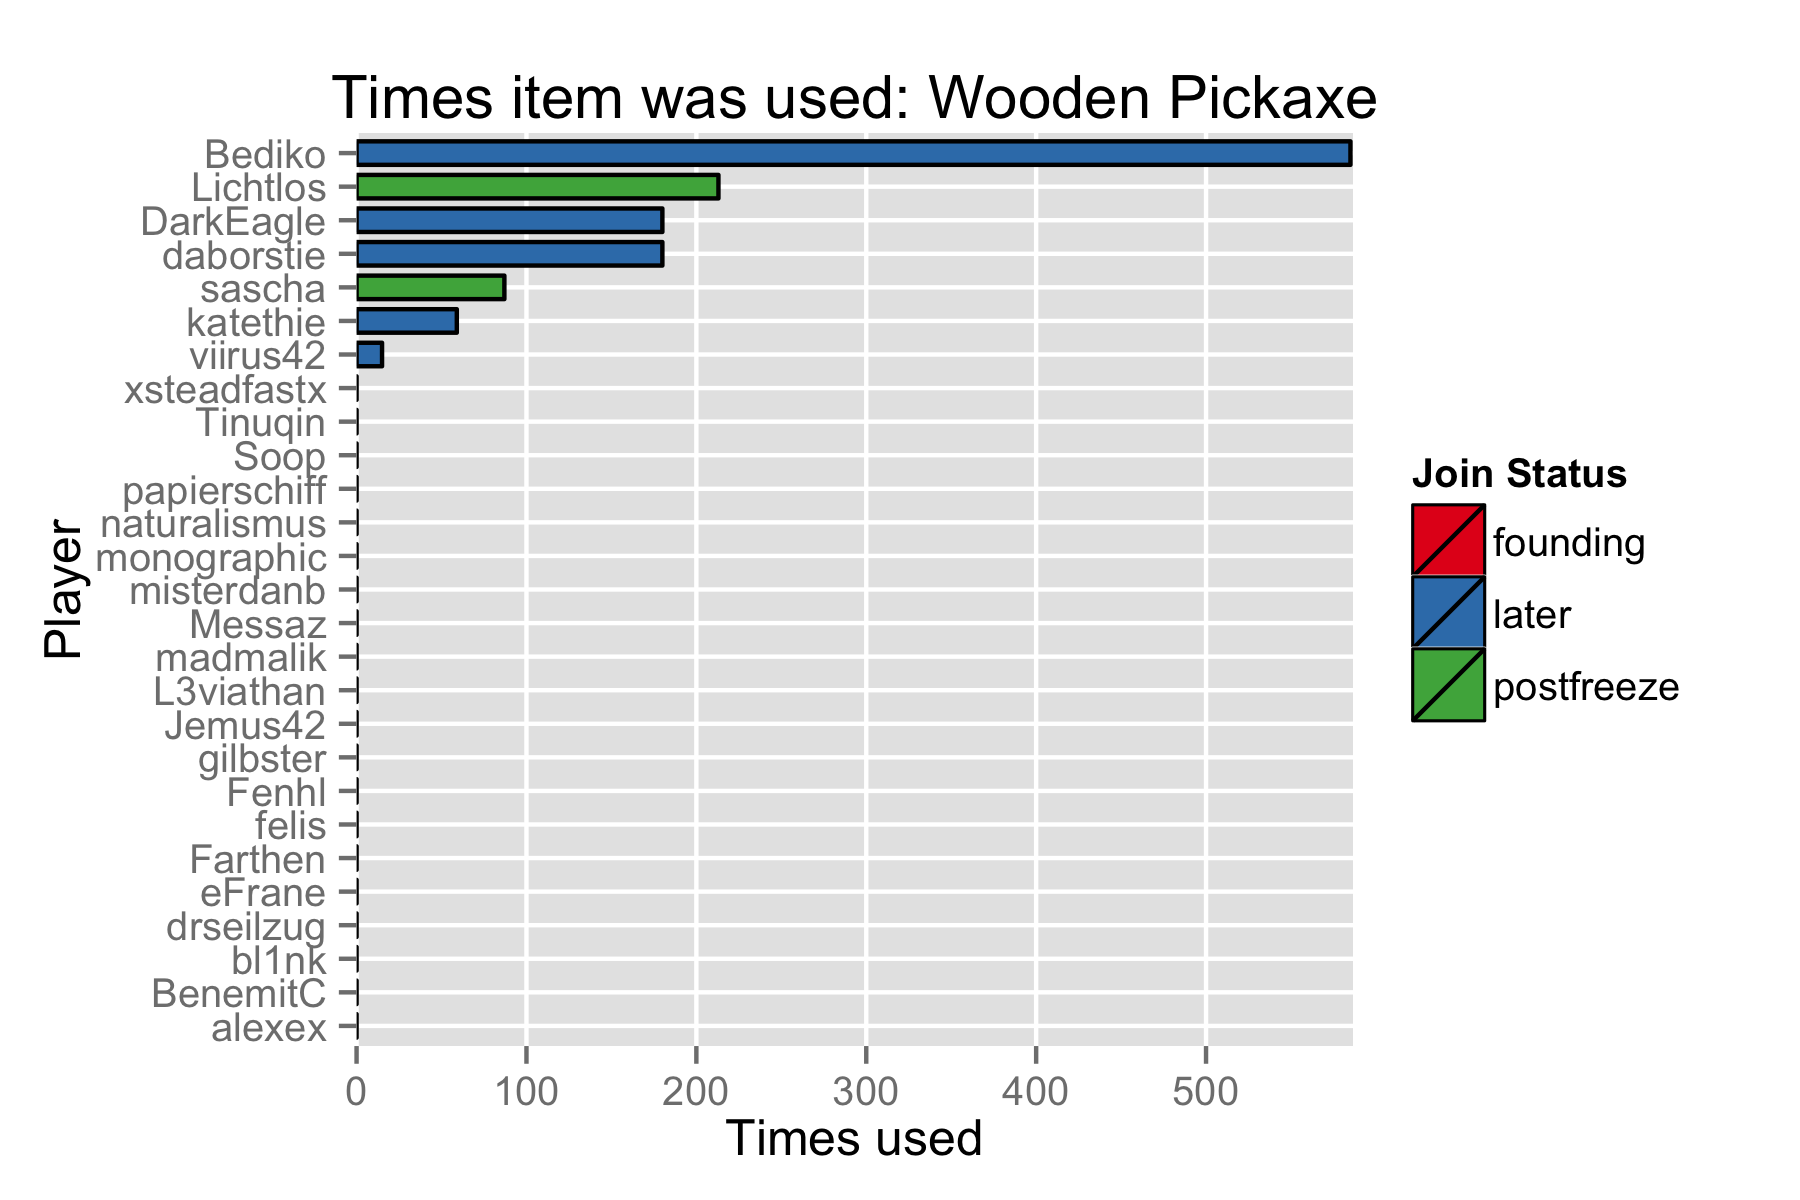 Times item was used: Wooden Pickaxe
Bediko
Lichtlos
DarkEagle
daborstie
sascha
katethie
viirus42
xsteadfastx
Tinuqin
Soop
papierschiff
naturalismus
monographic
misterdanb
Messaz
madmalik
L3viathan
Jemus42
gilbster
Fenhl
felis
Farthen
eFrane
drseilzug
bl1nk
BenemitC
alexex
Player
0 100 200 300 400 500
Times used
Join Status
founding
later
postfreeze